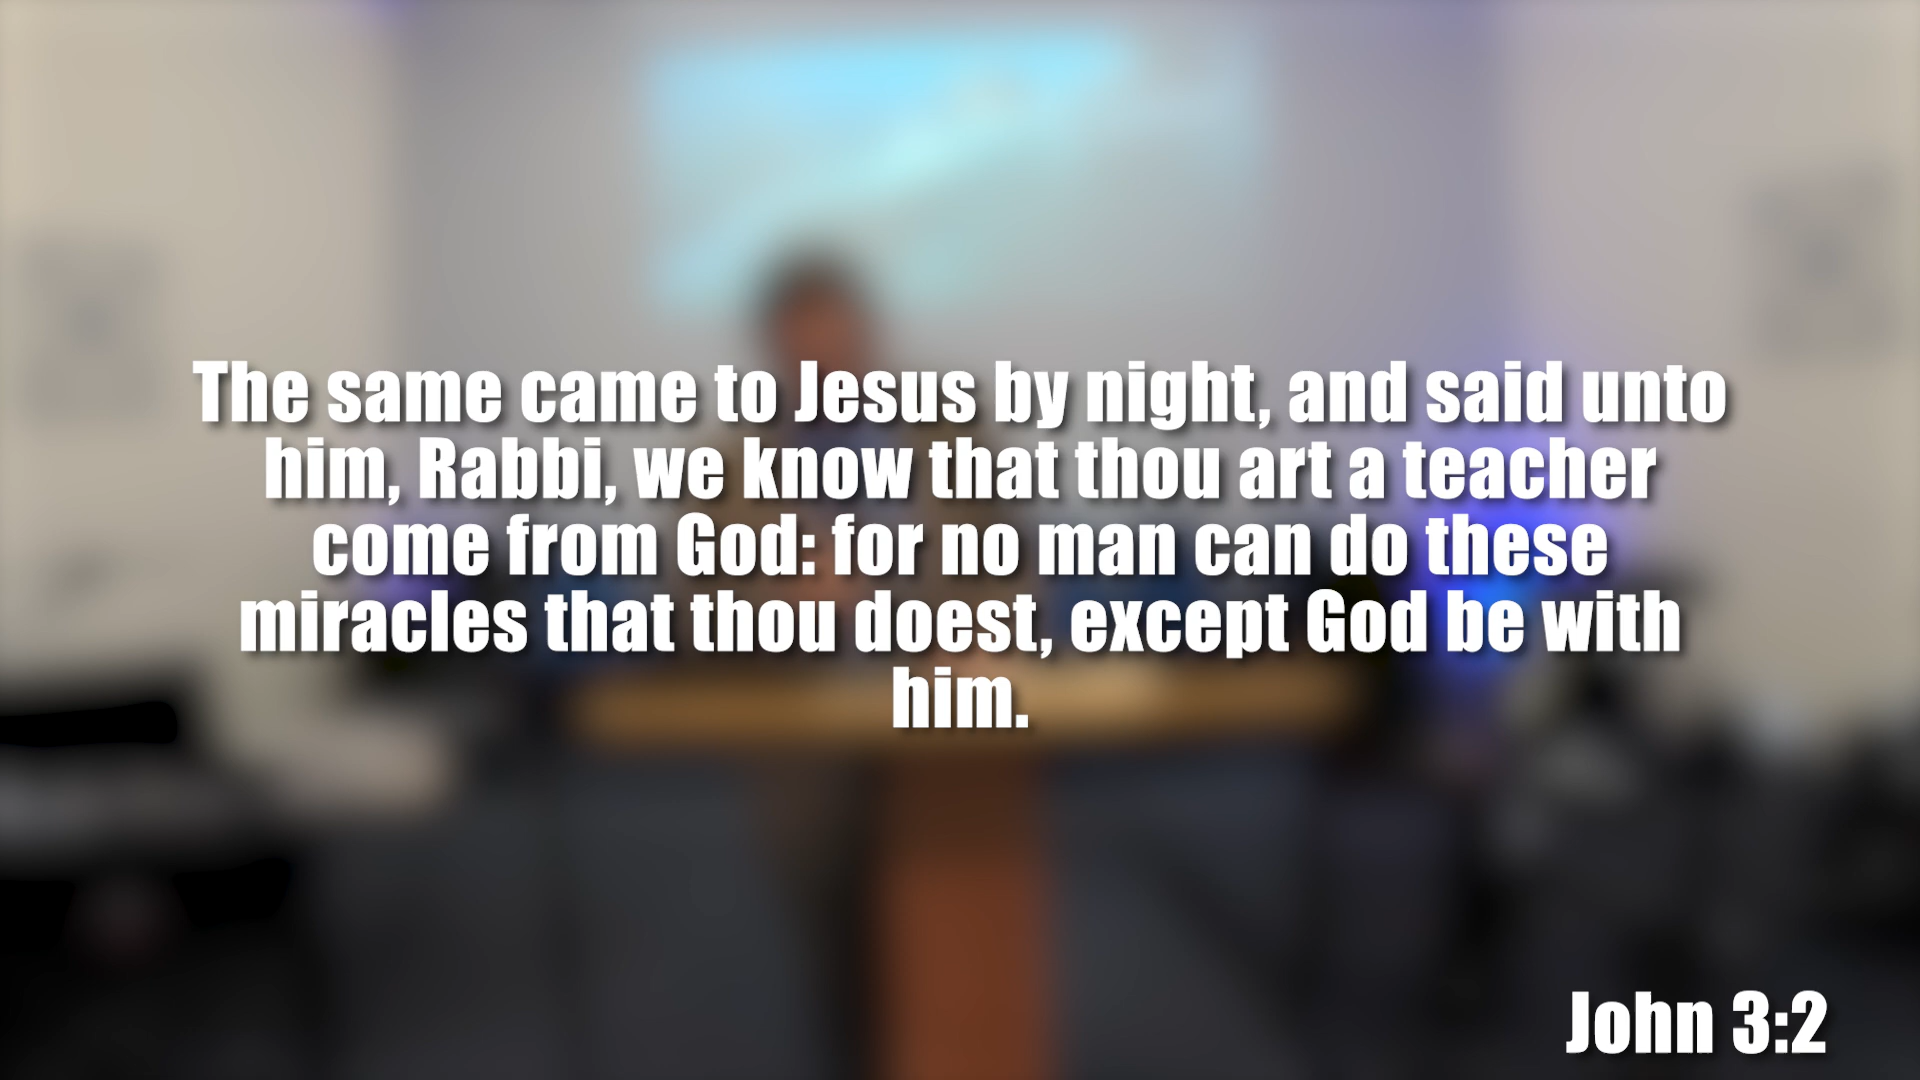 The same came to Jesus by night, and said unto
him, Rabbi, we know that thou art a teacher
come from God: for no man can do these
miracles that thou doest, except God be with
him.
John 3:2